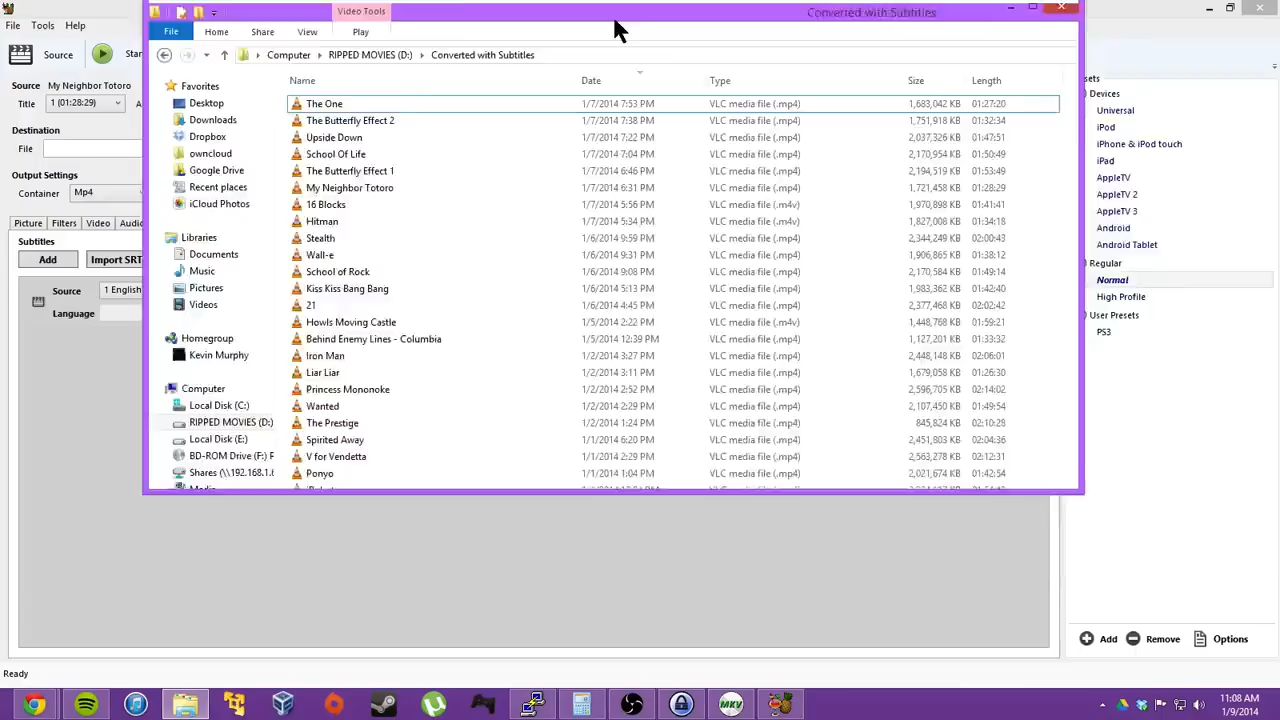 Video Tools
Converted with Subtitles
File Home Share View Play
Computer RIPPED MOVIES (D:) Converted with Subtitles
File Tools Help
Source
Source My Neighbor Totoro
Title 1 (01:28:29)
Destination
File
Output Settings
Container Mp4
Picture Filters Video
Subtitles
Add Import SRT
Source 1 English
Language
Ready
Favorites
Desktop
Downloads
Dropbox
owncloud
Google Drive
Recent places
iCloud Photos
Libraries
Documents
Music
Pictures
Videos
Homegroup
Kevin Murphy
Computer
Local Disk (C:)
RIPPED MOVIES (D:)
Local Disk (E:)
BD-ROM Drive (F:) F
Shares (\\192.168.1.6
Name Date Type Size Length
The One 1/7/2014 7:53 PM VLC media file (.mp4) 1,683,042 KB 01:27:20
The Butterfly Effect 2 1/7/2014 7:38 PM VLC media file (.mp4) 1,751,918 KB 01:32:34
Upside Down 1/7/2014 7:22 PM VLC media file (.mp4) 2,037,326 KB 01:47:51
School Of Life 1/7/2014 7:04 PM VLC media file (.mp4) 2,170,954 KB 01:50:49
The Butterfly Effect 1 1/7/2014 6:46 PM VLC media file (.mp4) 2,194,519 KB 01:53:49
My Neighbor Totoro 1/7/2014 6:31 PM VLC media file (.mp4) 1,721,458 KB 01:28:29
16 Blocks 1/7/2014 5:56 PM VLC media file (.m4v) 1,970,898 KB 01:41:41
Hitman 1/7/2014 5:34 PM VLC media file (.m4v) 1,827,008 KB 01:34:18
Stealth 1/6/2014 9:59 PM VLC media file (.mp4) 2,344,249 KB 02:00:43
Wall-e 1/6/2014 9:31 PM VLC media file (.mp4) 1,906,865 KB 01:38:12
School of Rock 1/6/2014 9:08 PM VLC media file (.mp4) 2,170,584 KB 01:49:14
Kiss Kiss Bang Bang 1/6/2014 5:13 PM VLC media file (.mp4) 1,983,362 KB 01:42:40
21 1/6/2014 4:45 PM VLC media file (.mp4) 2,377,468 KB 02:02:42
Howls Moving Castle 1/5/2014 2:22 PM VLC media file (.m4v) 1,448,768 KB 01:59:21
Behind Enemy Lines - Columbia 1/5/2014 12:39 PM VLC media file (.mp4) 1,127,201 KB 01:33:32
Iron Man 1/2/2014 3:27 PM VLC media file (.mp4) 2,448,148 KB 02:06:01
Liar Liar 1/2/2014 3:11 PM VLC media file (.mp4) 1,679,058 KB 01:26:30
Princess Mononoke 1/2/2014 2:52 PM VLC media file (.mp4) 2,596,705 KB 02:14:02
Wanted 1/2/2014 2:29 PM VLC media file (.mp4) 2,107,450 KB 01:49:54
The Prestige 1/2/2014 1:24 PM VLC media file (.mp4) 845,824 KB 02:10:28
Spirited Away 1/1/2014 6:20 PM VLC media file (.mp4) 2,451,803 KB 02:04:36
V for Vendetta 1/1/2014 2:29 PM VLC media file (.mp4) 2,563,278 KB 02:12:31
Ponyo 1/1/2014 1:04 PM VLC media file (.mp4) 2,021,674 KB 01:42:54
Devices
Universal
iPod
iPhone & iPod touch
iPad
AppleTV
AppleTV 2
AppleTV 3
Android
Android Tablet
Regular
Normal
High Profile
User Presets
PS3
Add Remove Options
MKV
11:08 AM
1/9/2014